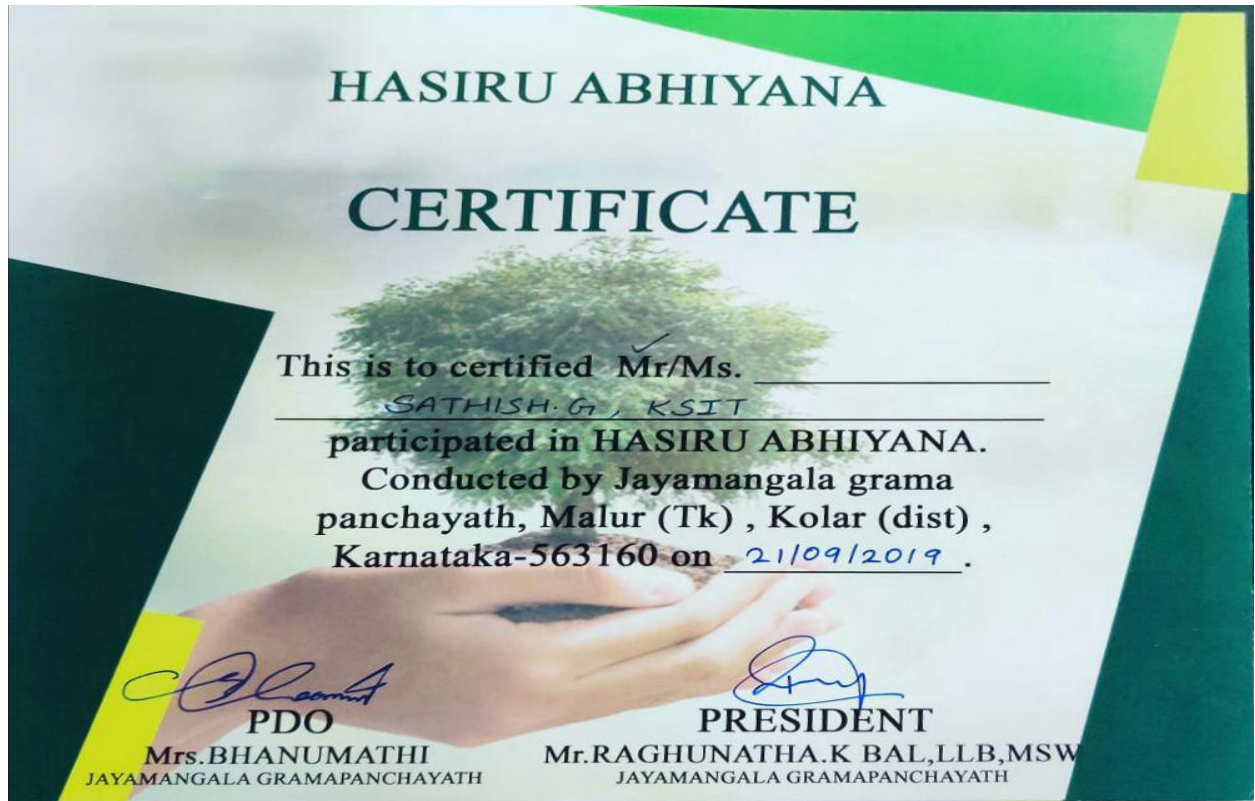 HASIRU ABHIYANA
CERTIFICATE
This is to certified Mr/Ms.
SATHISH.G, KSIT
participated in HASIRU ABHIYANA.
Conducted by Jayamangala grama
panchayath, Malur (Tk) , Kolar (dist) ,
Karnataka-563160 on 21/09/2019.
PDO
Mrs.BHANUMATHI
JAYAMANGALA GRAMAPANCHAYATH
PRESIDENT
Mr.RAGHUNATHA.K BAL,LLB,MSW
JAYAMANGALA GRAMAPANCHAYATH